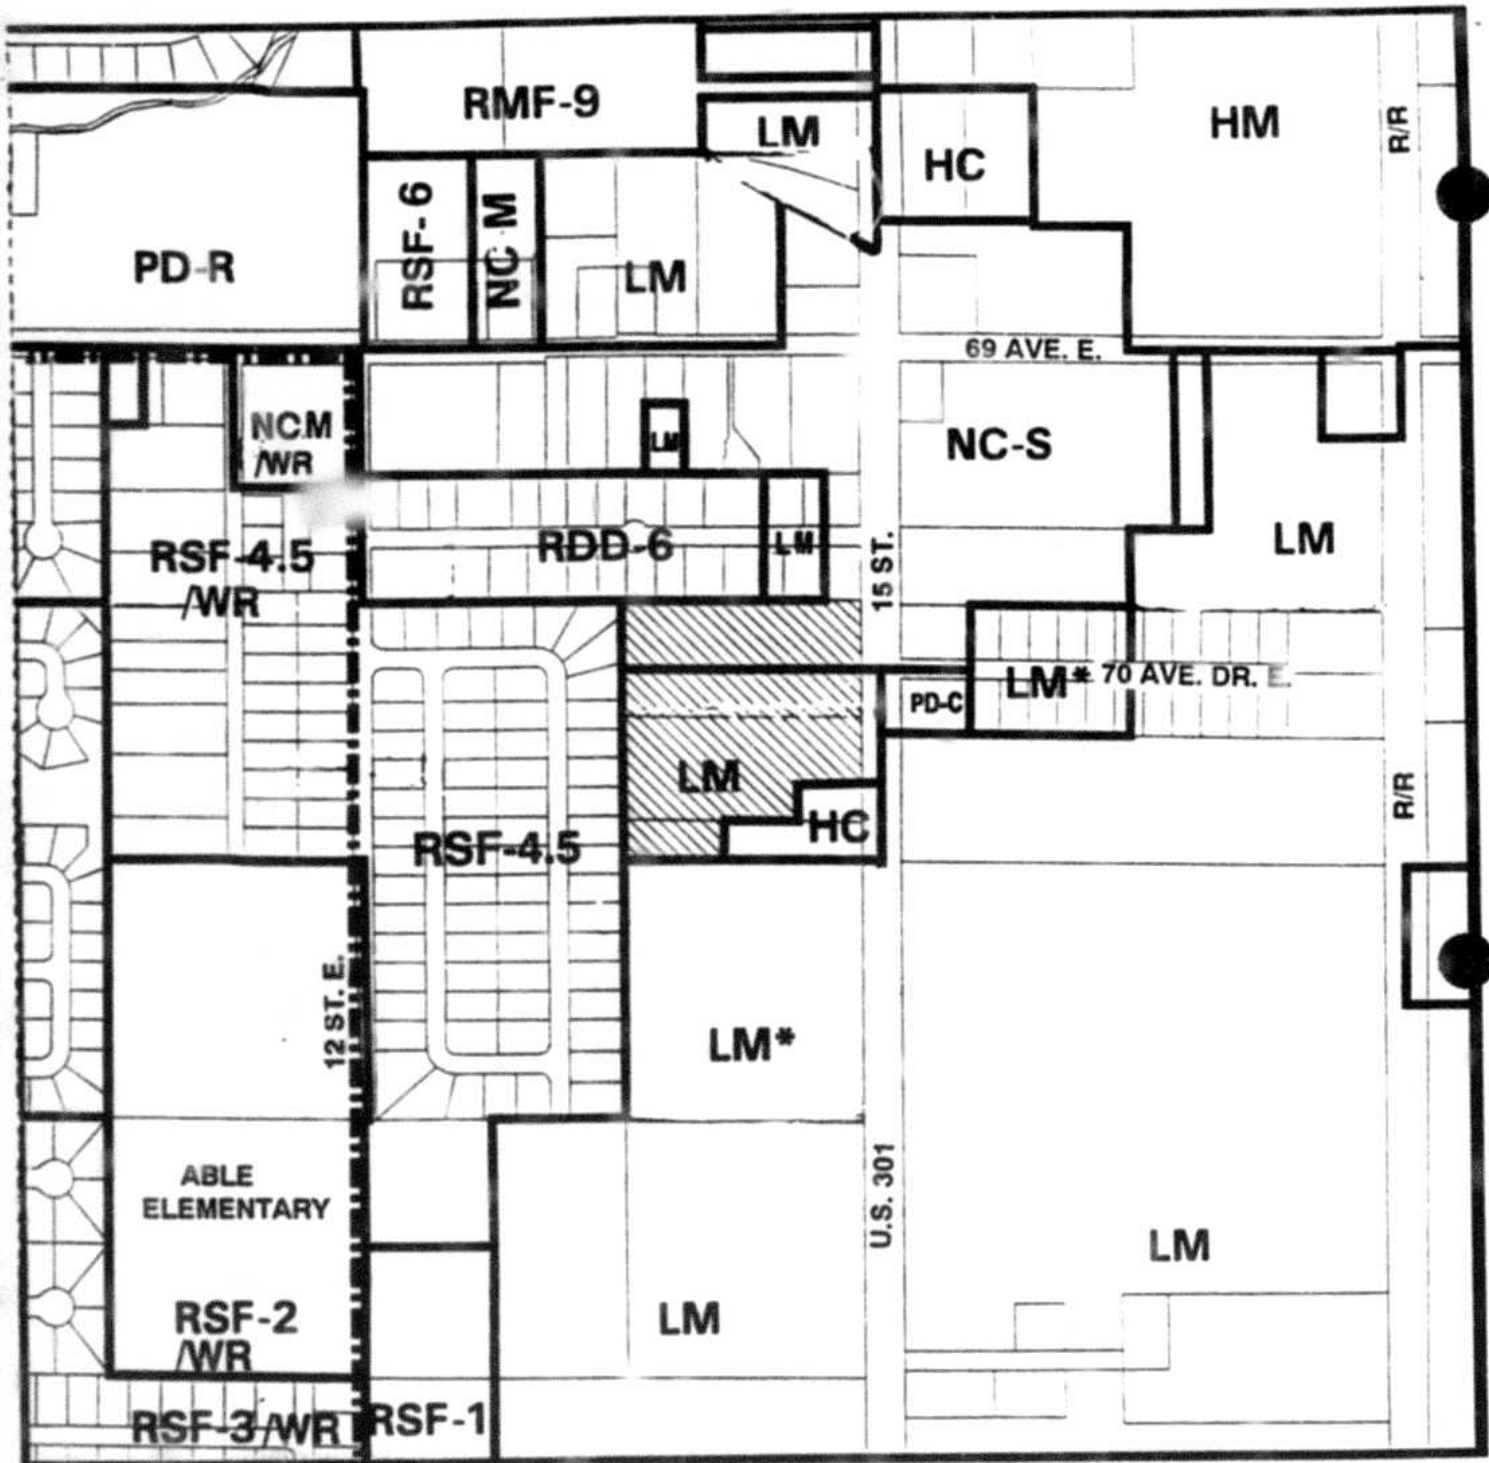 RMF-9
LM
HC
HM
R/R
PD-R
RSF-6
NC M
LM
69 AVE. E.
NC.M
/WR
LM
NC-S
RSF-4.5
/WR
RDD-6
LM
15 ST.
LM
LM* 70 AVE. DR. E.
PD-C
LM
HC
R/R
RSF-4.5
12 ST. E.
LM*
ABLE
ELEMENTARY
U.S. 301
LM
RSF-2
/WR
LM
RSF-3/WR
RSF-1